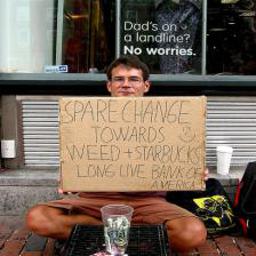 Dad's on
a landline?
No worries.
SPARE CHANGE
TOWARDS
WEED + STARBUCKS
LONG LIVE BANK OF
AMERICA